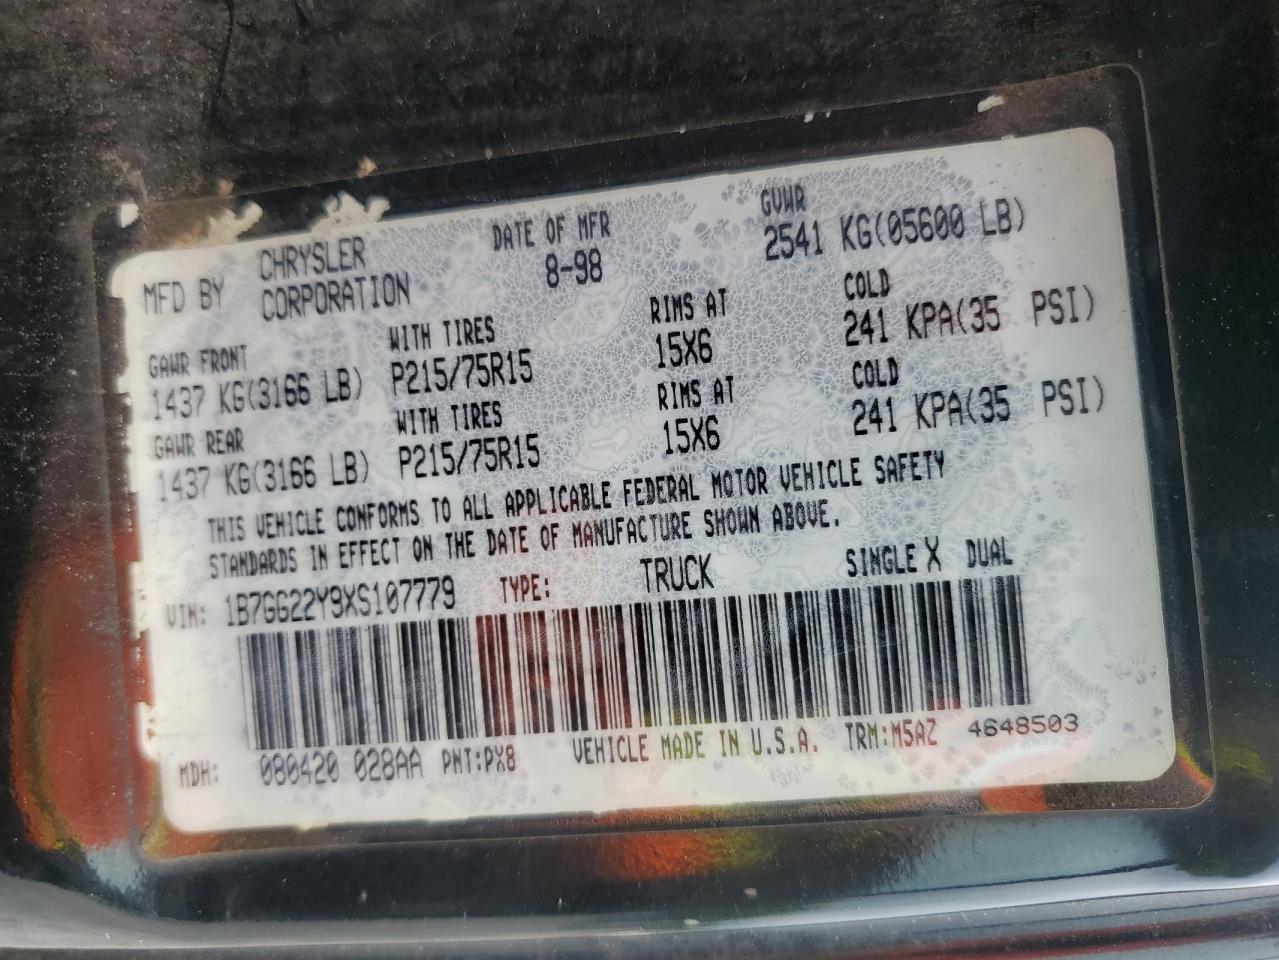 MFD BY CHRYSLER CORPORATION DATE OF MFR 8-98 GVWR 2541 KG(05600 LB)
GAWR FRONT WITH TIRES RIMS AT COLD
1437 KG(3166 LB) P215/75R15 15X6 241 KPA(35 PSI)
GAWR REAR WITH TIRES RIMS AT COLD
1437 KG(3166 LB) P215/75R15 15X6 241 KPA(35 PSI)
THIS VEHICLE CONFORMS TO ALL APPLICABLE FEDERAL MOTOR VEHICLE SAFETY
STANDARDS IN EFFECT ON THE DATE OF MANUFACTURE SHOWN ABOVE.
VIN: 1B7GG22Y9XS107779 TYPE: TRUCK SINGLE X DUAL
MDH: 080420 028AA PNT:PX8 VEHICLE MADE IN U.S.A. TRM:M5AZ 4648503